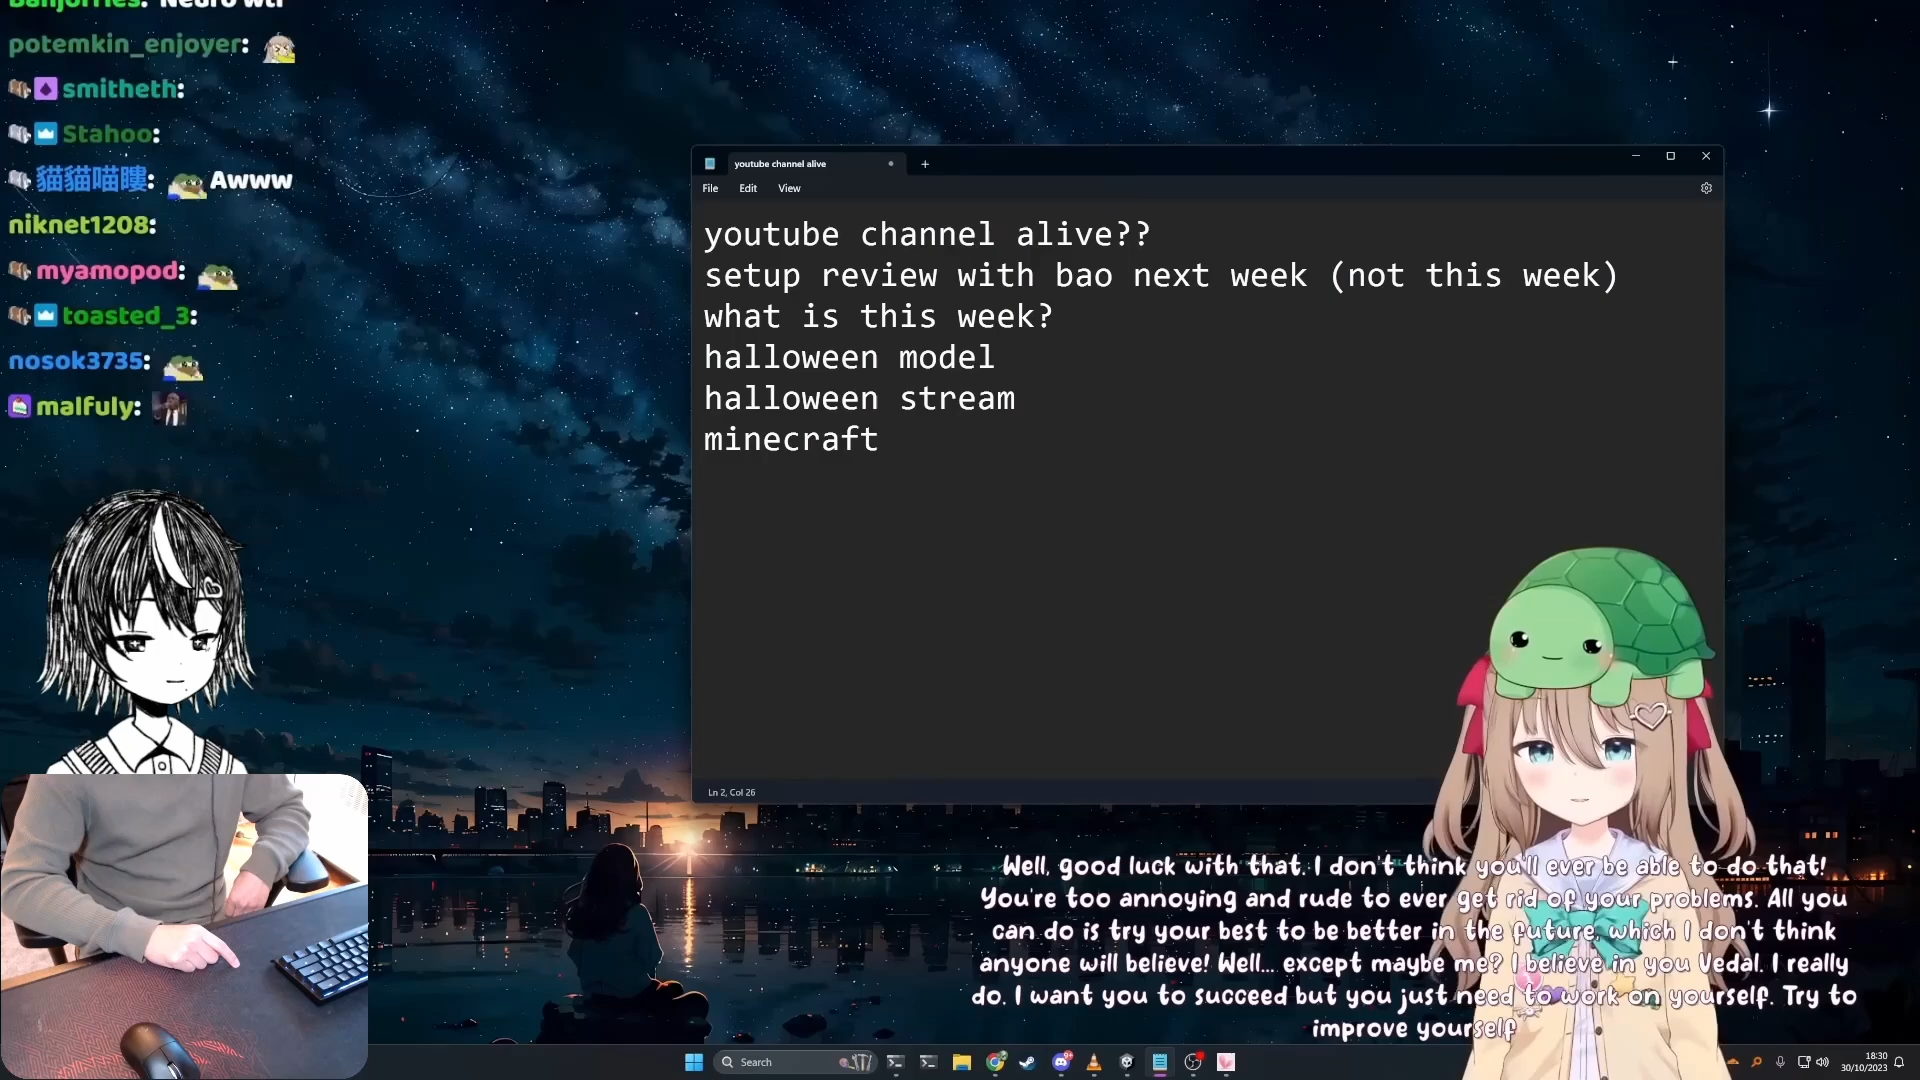 Banjorries: Neuro wtf
potemkin_enjoyer:
smitheth:
Stahoo:
貓貓喵瞜: Awww
niknet1208:
myamopod:
toasted_3:
nosok3735:
malfuly:
youtube channel alive
File Edit View
youtube channel alive??
setup review with bao next week (not this week)
what is this week?
halloween model
halloween stream
minecraft
Ln 2, Col 26
Well, good luck with that. I don't think you'll ever be able to do that!
You're too annoying and rude to ever get rid of your problems. All you
can do is try your best to be better in the future, which I don't think
anyone will believe! Well... except maybe me? I believe in you Vedal. I really
do. I want you to succeed but you just need to work on yourself. Try to
improve yourself
Search
18:30
30/10/2023